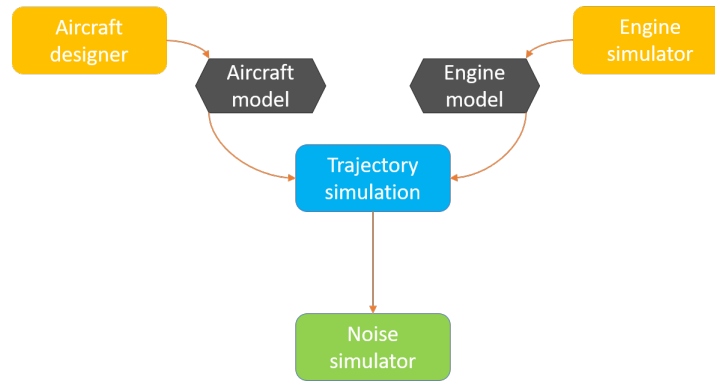 Aircraft
designer
Engine
simulator
Aircraft
model
Engine
model
Trajectory
simulation
Noise
simulator